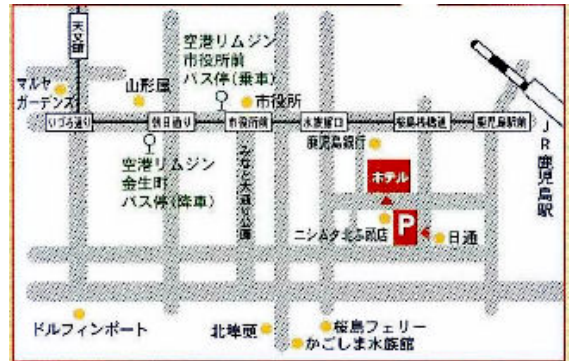 天文館
空港リムジン
市役所前
バス停(乗車)
マルヤ
ガーデンズ
山形屋
市役所
いづろ通り
朝日通り
市役所前
水族館口
桜島桟橋通
鹿児島駅前
鹿児島銀行
JR鹿児島駅
空港リムジン
金生町
バス停(降車)
みなと大通り公園
ホテル
P
ニシムタ北ふ頭店
日通
ドルフィンポート
北埠頭
桜島フェリー
かごしま水族館